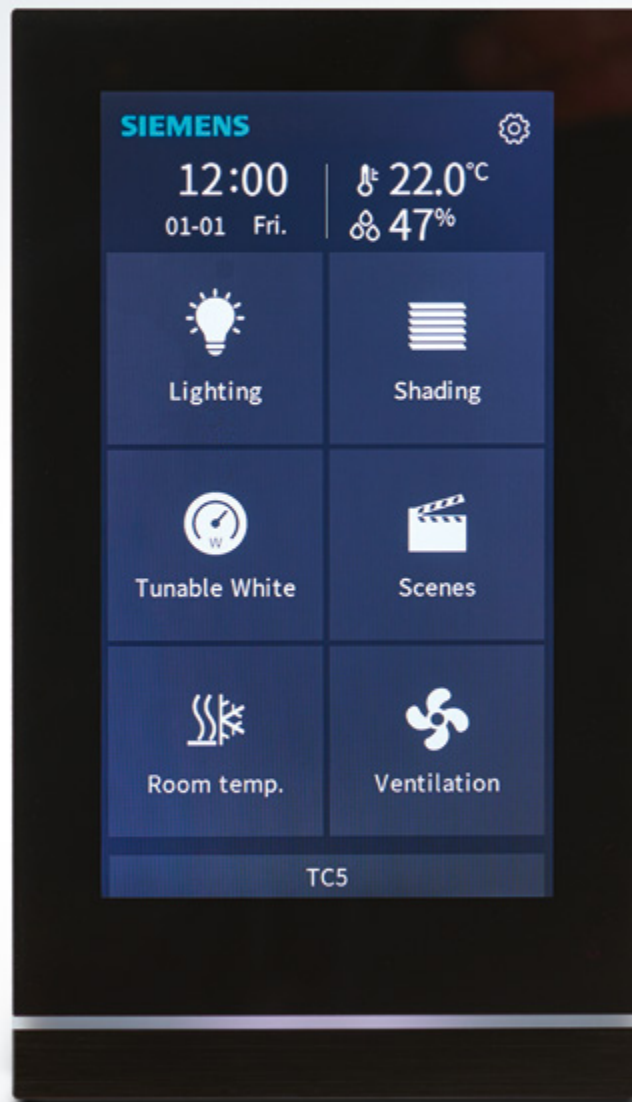 SIEMENS
12:00 22.0°C
01-01 Fri. 47%
Lighting Shading
W
Tunable White Scenes
Room temp. Ventilation
TC5